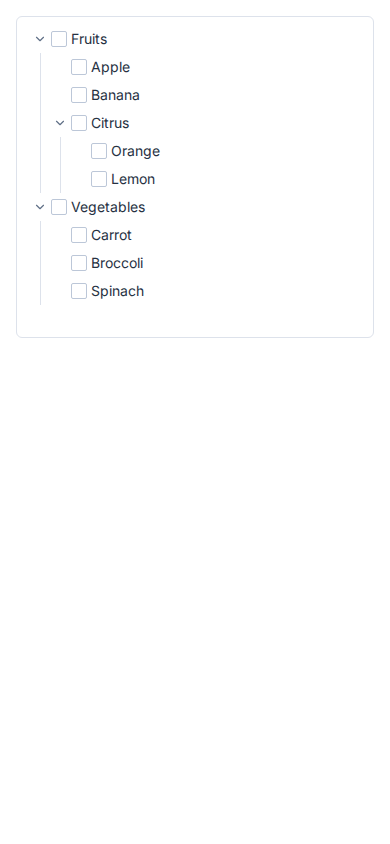 Fruits
Apple
Banana
Citrus
Orange
Lemon
Vegetables
Carrot
Broccoli
Spinach